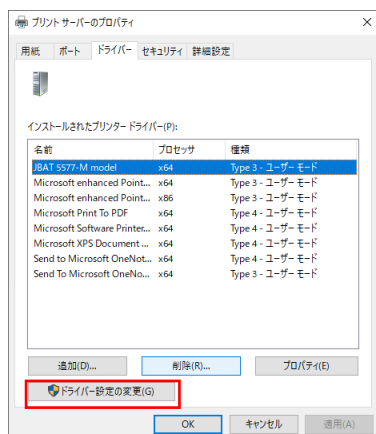 プリント サーバーのプロパティ
用紙 ポート ドライバー セキュリティ 詳細設定
インストールされたプリンター ドライバー(P):
名前 プロセッサ 種類
JBAT 5577-M model x64 Type 3 - ユーザー モード
Microsoft enhanced Point... x64 Type 3 - ユーザー モード
Microsoft enhanced Point... x86 Type 3 - ユーザー モード
Microsoft Print To PDF x64 Type 4 - ユーザー モード
Microsoft Software Printer... x64 Type 4 - ユーザー モード
Microsoft XPS Document ... x64 Type 4 - ユーザー モード
Send to Microsoft OneNot... x64 Type 4 - ユーザー モード
Send To Microsoft OneNo... x64 Type 3 - ユーザー モード
追加(D)... 削除(R)... プロパティ(E)
ドライバー設定の変更(G)
OK キャンセル 適用(A)